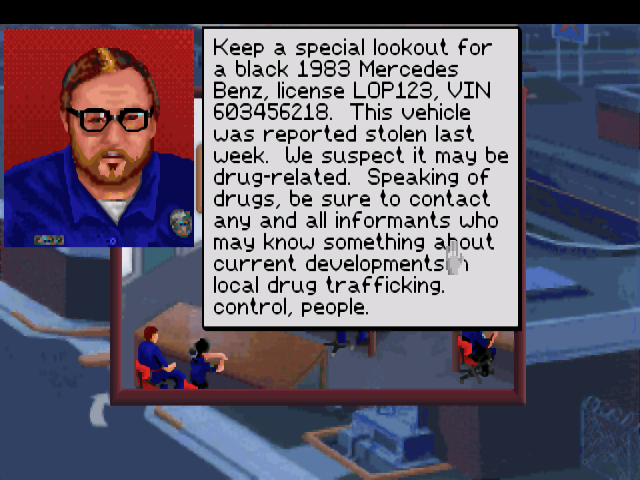 Keep a special lookout for
a black 1983 Mercedes
Benz, license LOP123, VIN
603456218.  This vehicle
was reported stolen last
week.  We suspect it may be
drug-related.  Speaking of
drugs, be sure to contact
any and all informants who
may know something about
current developments
local drug trafficking.
control, people.